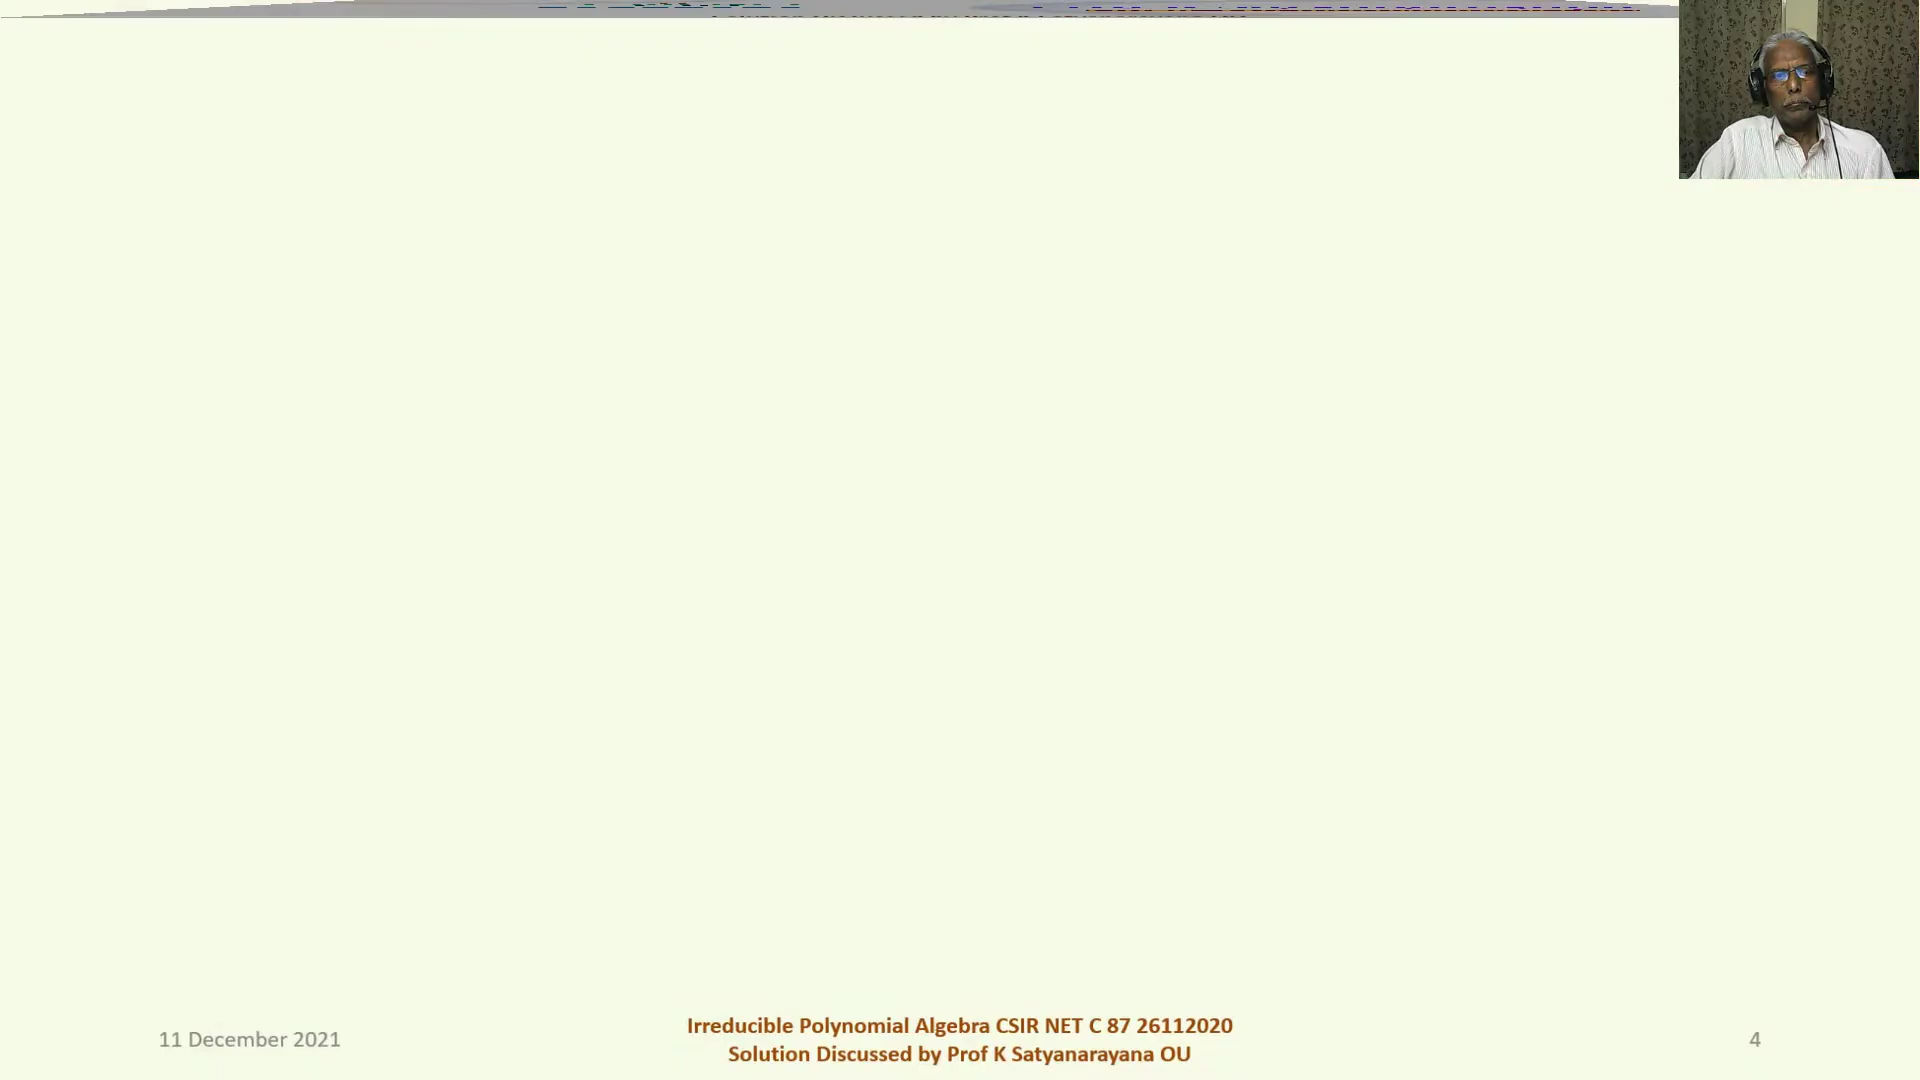 11 December 2021
Irreducible Polynomial Algebra CSIR NET C 87 26112020
Solution Discussed by Prof K Satyanarayana OU
4